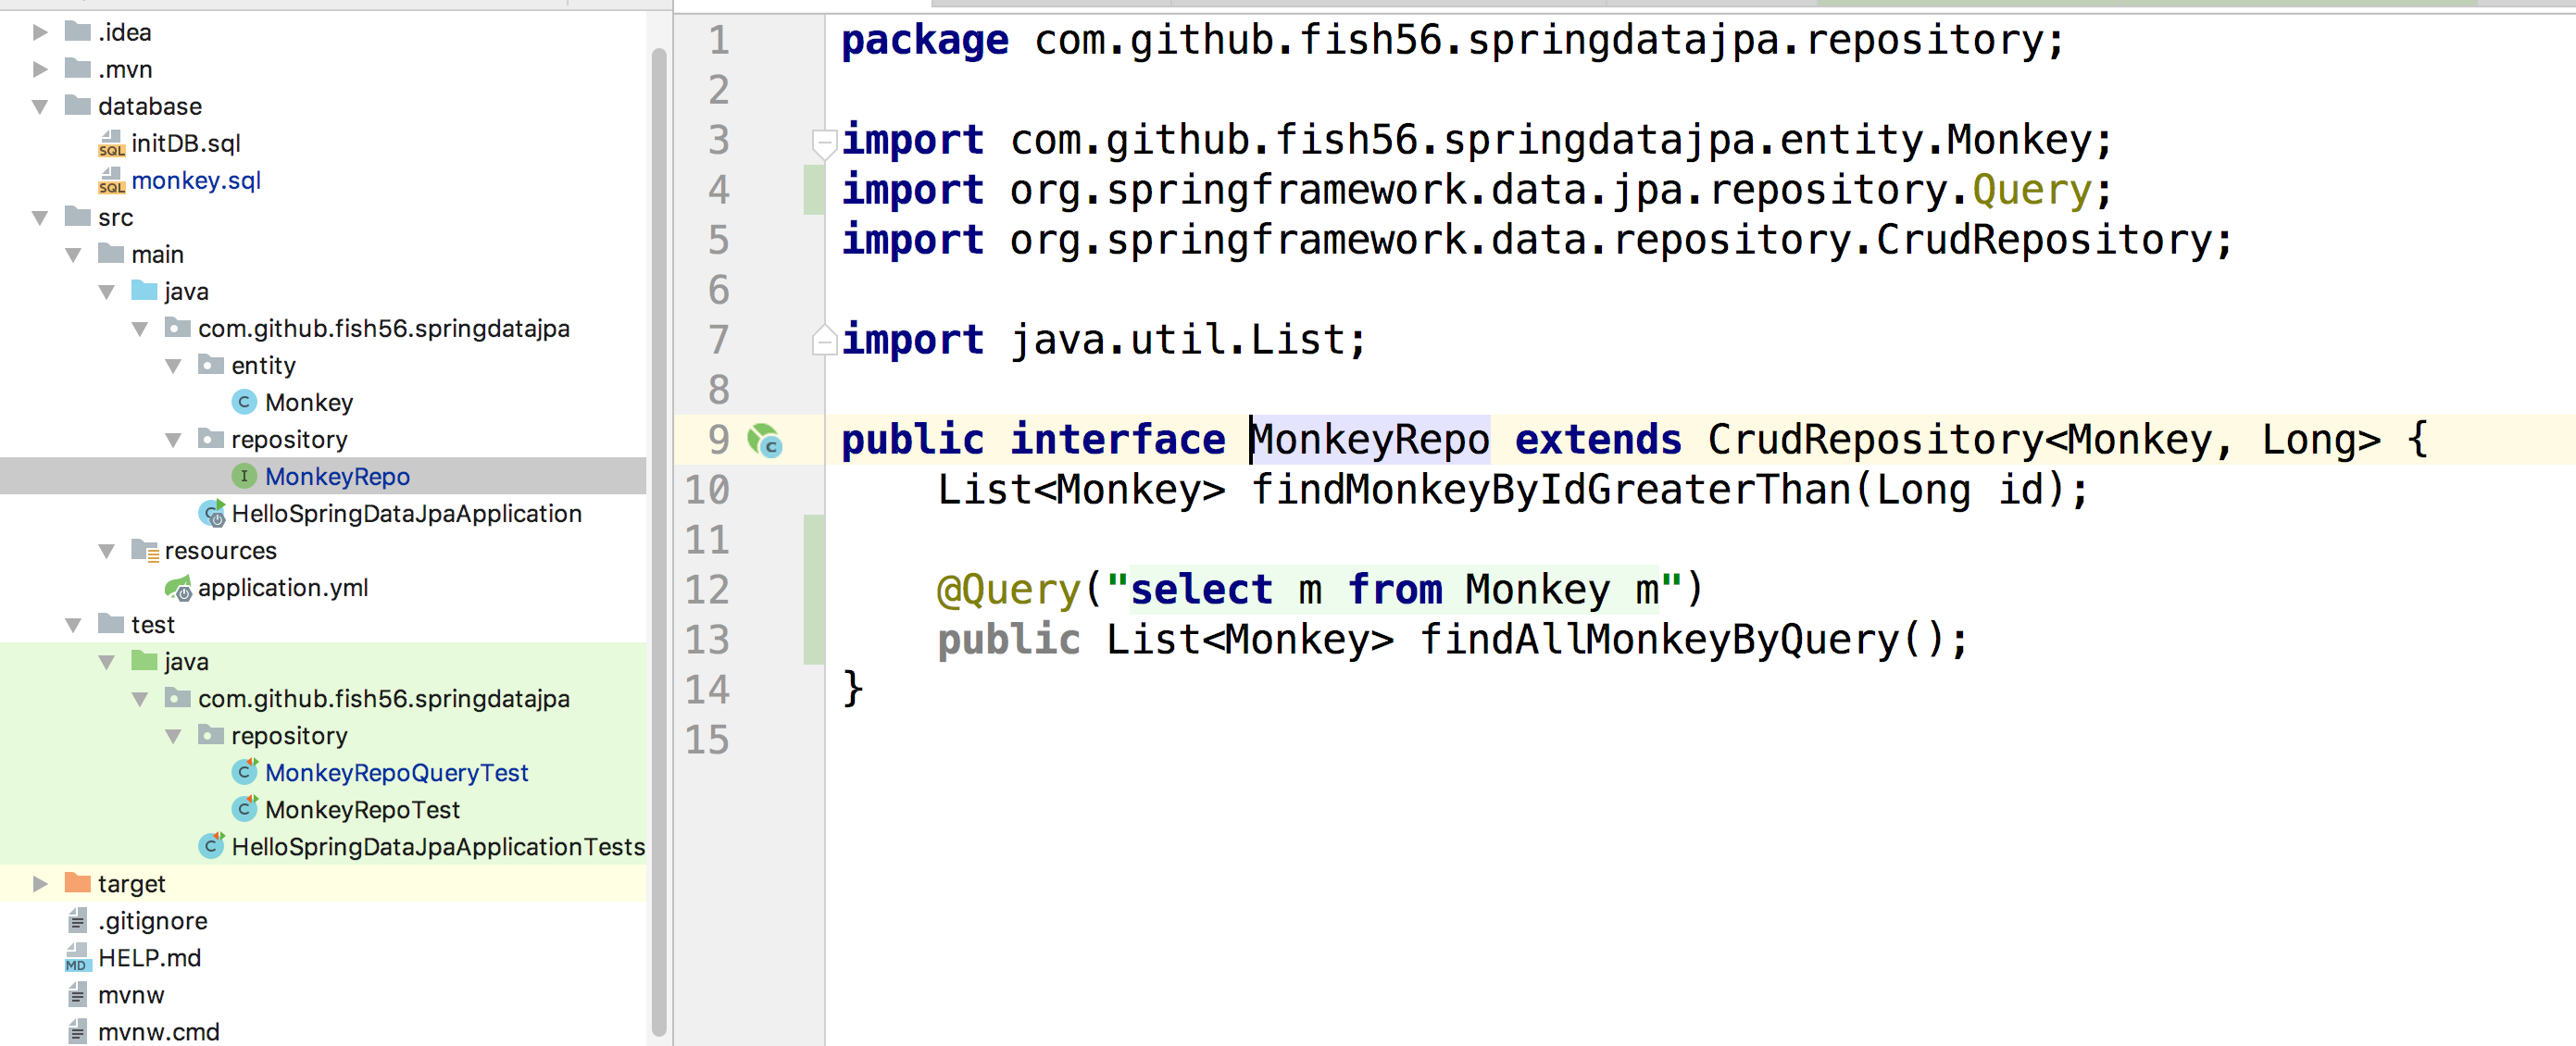 .idea
.mvn
database
initDB.sql
monkey.sql
src
main
java
com.github.fish56.springdatajpa
entity
Monkey
repository
MonkeyRepo
HelloSpringDataJpaApplication
resources
application.yml
test
java
com.github.fish56.springdatajpa
repository
MonkeyRepoQueryTest
MonkeyRepoTest
HelloSpringDataJpaApplicationTests
target
.gitignore
HELP.md
mvnw
mvnw.cmd
1 package com.github.fish56.springdatajpa.repository;
2
3 import com.github.fish56.springdatajpa.entity.Monkey;
4 import org.springframework.data.jpa.repository.Query;
5 import org.springframework.data.repository.CrudRepository;
6
7 import java.util.List;
8
9 public interface MonkeyRepo extends CrudRepository<Monkey, Long> {
10 List<Monkey> findMonkeyByIdGreaterThan(Long id);
11
12 @Query("select m from Monkey m")
13 public List<Monkey> findAllMonkeyByQuery();
14 }
15